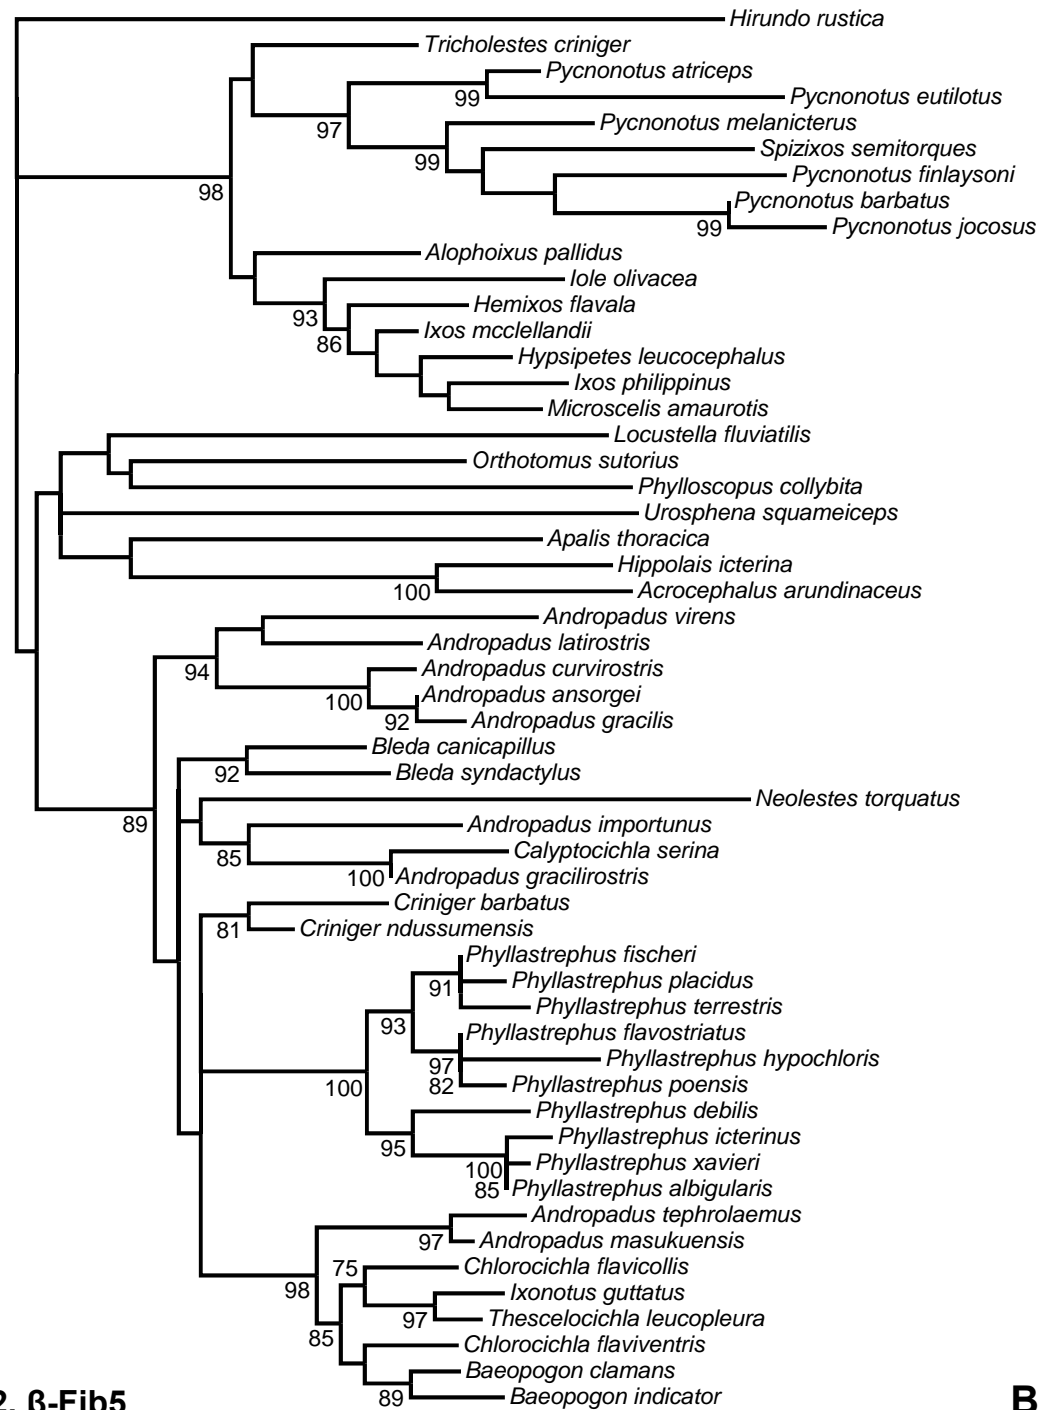 Hirundo rustica
Tricholestes criniger
Pycnonotus atriceps
99
Pycnonotus eutilotus
97
Pycnonotus melanicterus
99
Spizixos semitorques
Pycnonotus finlaysoni
98
Pycnonotus barbatus
99
Pycnonotus jocosus
Alophoixus pallidus
Iole olivacea
93
Hemixos flavala
86
Ixos mcclellandii
Hypsipetes leucocephalus
Ixos philippinus
Microscelis amaurotis
Locustella fluviatilis
Orthotomus sutorius
Phylloscopus collybita
Urosphena squameiceps
Apalis thoracica
Hippolais icterina
100
Acrocephalus arundinaceus
Andropadus virens
Andropadus latirostris
94
Andropadus curvirostris
100
Andropadus ansorgei
92
Andropadus gracilis
Bleda canicapillus
92
Bleda syndactylus
Neolestes torquatus
89
Andropadus importunus
85
Calyptocichla serina
100
Andropadus gracilirostris
Criniger barbatus
81
Criniger ndussumensis
Phyllastrephus fischeri
91
Phyllastrephus placidus
Phyllastrephus terrestris
93
Phyllastrephus flavostriatus
97
Phyllastrephus hypochloris
82
Phyllastrephus poensis
100
Phyllastrephus debilis
95
Phyllastrephus icterinus
100
Phyllastrephus xavieri
85
Phyllastrephus albigularis
Andropadus tephrolaemus
97
Andropadus masukuensis
75
Chlorocichla flavicollis
98
Ixonotus guttatus
97
Thescelocichla leucopleura
85
Chlorocichla flaviventris
Baeopogon clamans
89
Baeopogon indicator
2. ß-Fib5
B